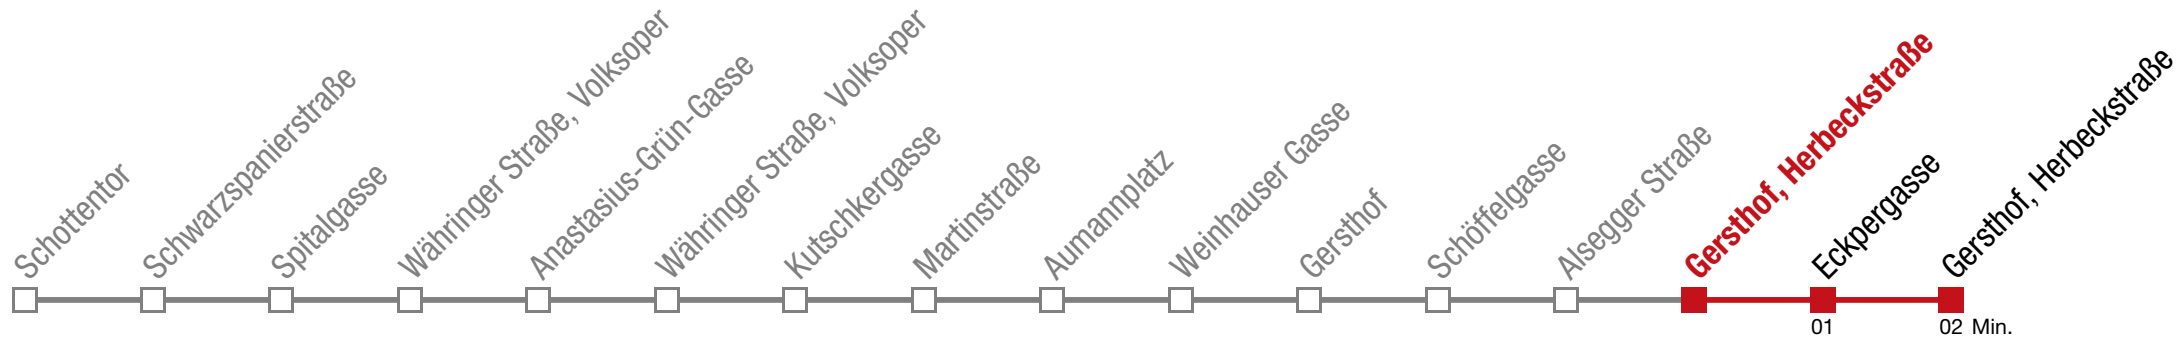 Schottentor
Schwarzspanierstraße
Spitalgasse
Währinger Straße, Volksoper
Anastasius-Grün-Gasse
Währinger Straße, Volksoper
Kutschkergasse
Martinstraße
Aumannplatz
Weinhauser Gasse
Gersthof
Schöffelgasse
Alsegger Straße
Gersthof, Herbeckstraße
Eckpergasse
Gersthof, Herbeckstraße
01
02 Min.